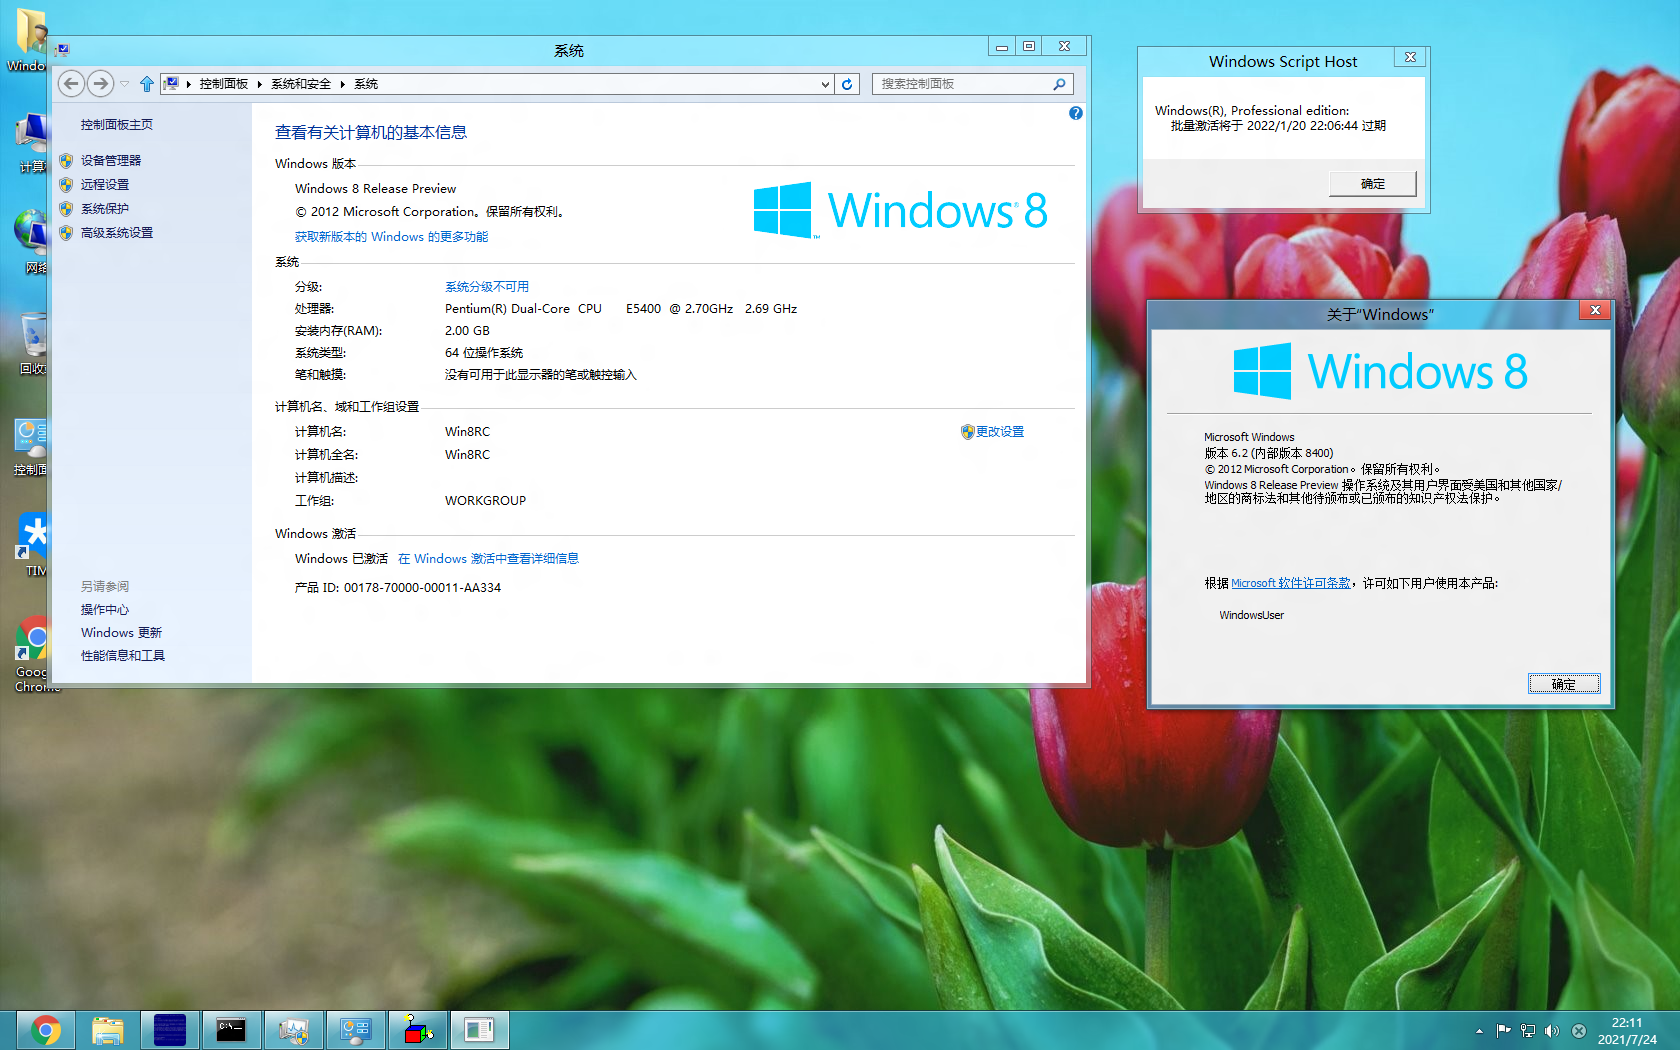 Windo
计算
网络
回收
控制面
TIM
Goog
Chrome
系统
控制面板 系统和安全 系统
搜索控制面板
控制面板主页
设备管理器
远程设置
系统保护
高级系统设置
另请参阅
操作中心
Windows 更新
性能信息和工具
查看有关计算机的基本信息
Windows 版本
Windows 8 Release Preview
© 2012 Microsoft Corporation。保留所有权利。
获取新版本的 Windows 的更多功能
Windows® 8
系统
分级: 系统分级不可用
处理器: Pentium(R) Dual-Core CPU E5400 @ 2.70GHz 2.69 GHz
安装内存(RAM): 2.00 GB
系统类型: 64 位操作系统
笔和触摸: 没有可用于此显示器的笔或触控输入
计算机名、域和工作组设置
计算机名: Win8RC
更改设置
计算机全名: Win8RC
计算机描述:
工作组: WORKGROUP
Windows 激活
Windows 已激活 在 Windows 激活中查看详细信息
产品 ID: 00178-70000-00011-AA334
Windows Script Host
Windows(R), Professional edition:
批量激活将于 2022/1/20 22:06:44 过期
确定
关于“Windows”
Windows 8
Microsoft Windows
版本 6.2 (内部版本 8400)
© 2012 Microsoft Corporation。保留所有权利。
Windows 8 Release Preview 操作系统及其用户界面受美国和其他国家/
地区的商标法和其他待颁布或已颁布的知识产权法保护。
根据 Microsoft 软件许可条款，许可如下用户使用本产品:
WindowsUser
确定
C:\_
22:11
2021/7/24